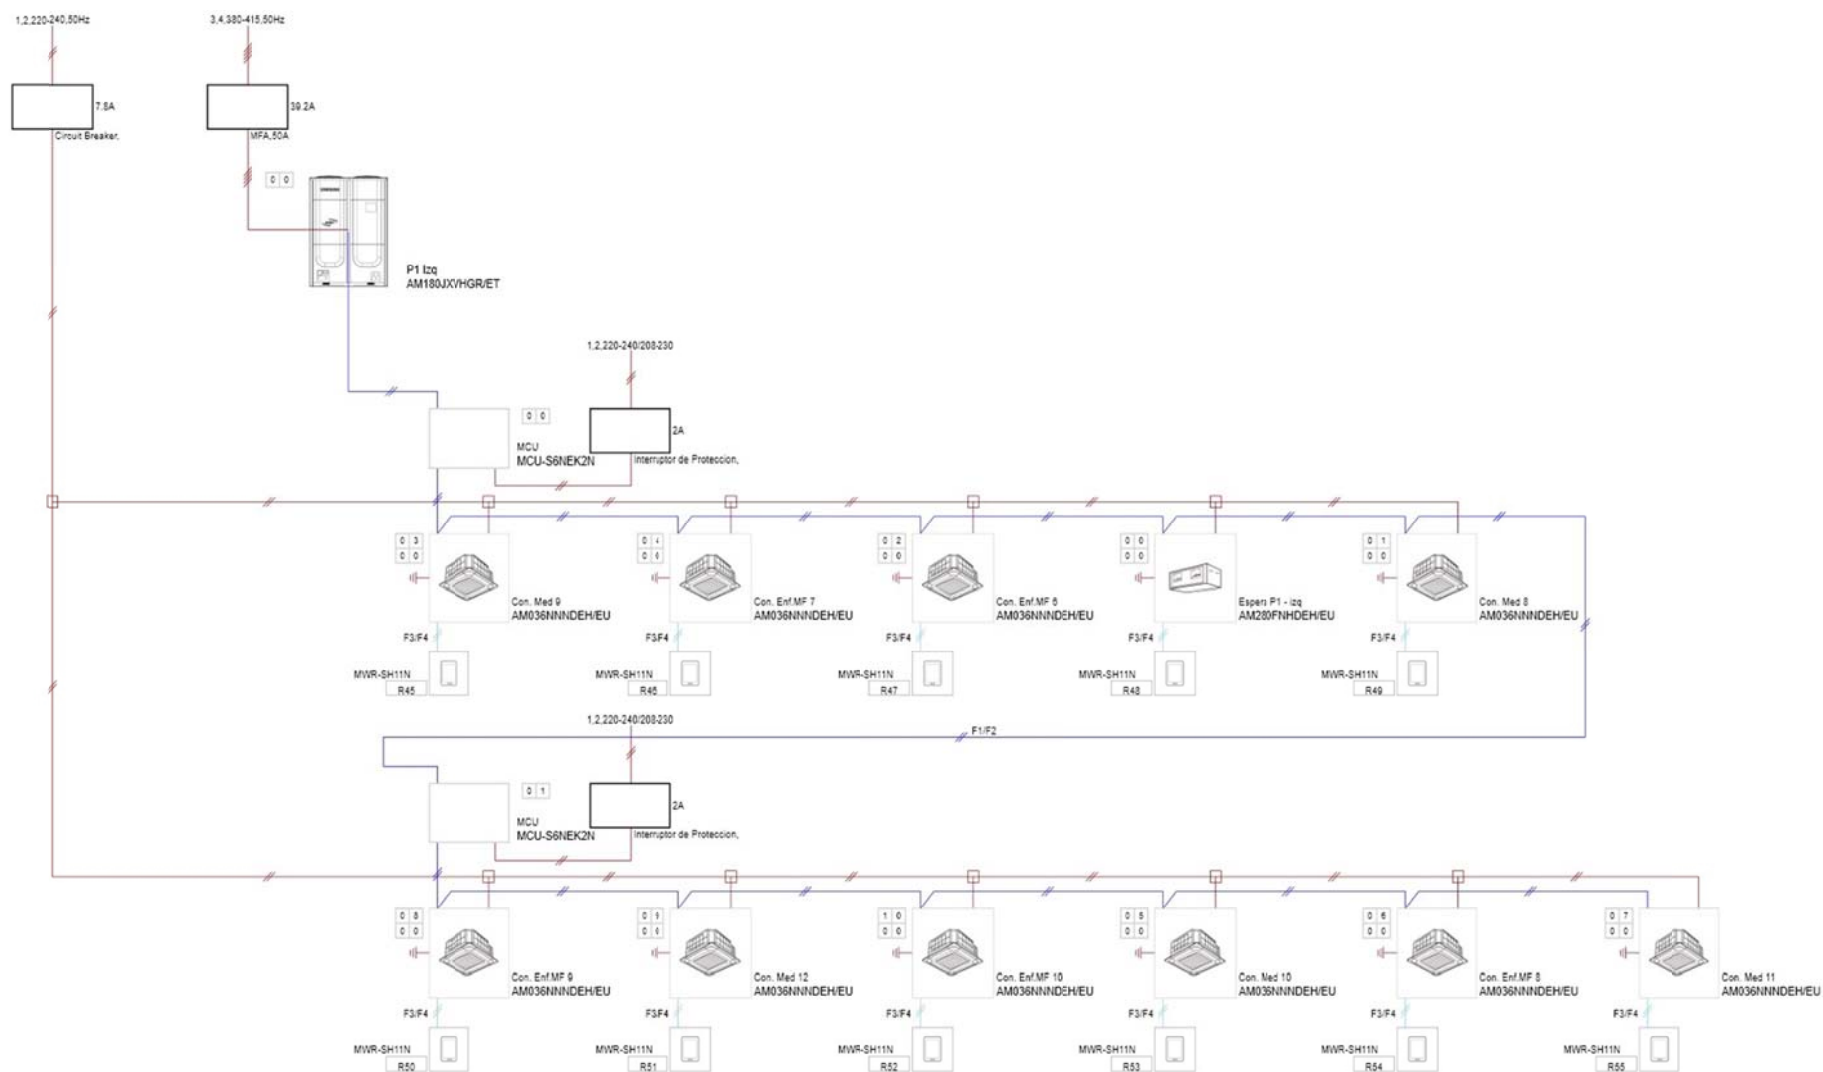 1,2,220-240,50Hz
3,4,380-415,50Hz
7.8A
Circuit Breaker,
39.2A
MFA,50A
0 0
P1 Izq
AM180JXVHGR/ET
1,2,220-240/208-230
0 0
2A
MCU
MCU-S6NEK2N
Interruptor de Proteccion,
0 3
0 0
0 4
0 0
0 2
0 0
0 0
0 0
0 1
0 0
Con. Med 9
AM036NNNDEH/EU
Con. Enf.MF 7
AM036NNNDEH/EU
Con. Enf.MF 6
AM036NNNDEH/EU
Espera P1 - izq
AM280FNHDEH/EU
Con. Med 8
AM036NNNDEH/EU
F3/F4
F3/F4
F3/F4
F3/F4
F3/F4
MWR-SH11N
R45
MWR-SH11N
R46
MWR-SH11N
R47
MWR-SH11N
R48
MWR-SH11N
R49
1,2,220-240/208-230
F1/F2
0 1
2A
MCU
MCU-S6NEK2N
Interruptor de Proteccion,
0 8
0 0
0 9
0 0
1 0
0 0
0 5
0 0
0 6
0 0
0 7
0 0
Con. Enf.MF 9
AM036NNNDEH/EU
Con. Med 12
AM036NNNDEH/EU
Con. Enf.MF 10
AM036NNNDEH/EU
Con. Med 10
AM036NNNDEH/EU
Con. Enf.MF 8
AM036NNNDEH/EU
Con. Med 11
AM036NNNDEH/EU
F3/F4
F3/F4
F3/F4
F3/F4
F3/F4
F3/F4
MWR-SH11N
R50
MWR-SH11N
R51
MWR-SH11N
R52
MWR-SH11N
R53
MWR-SH11N
R54
MWR-SH11N
R55